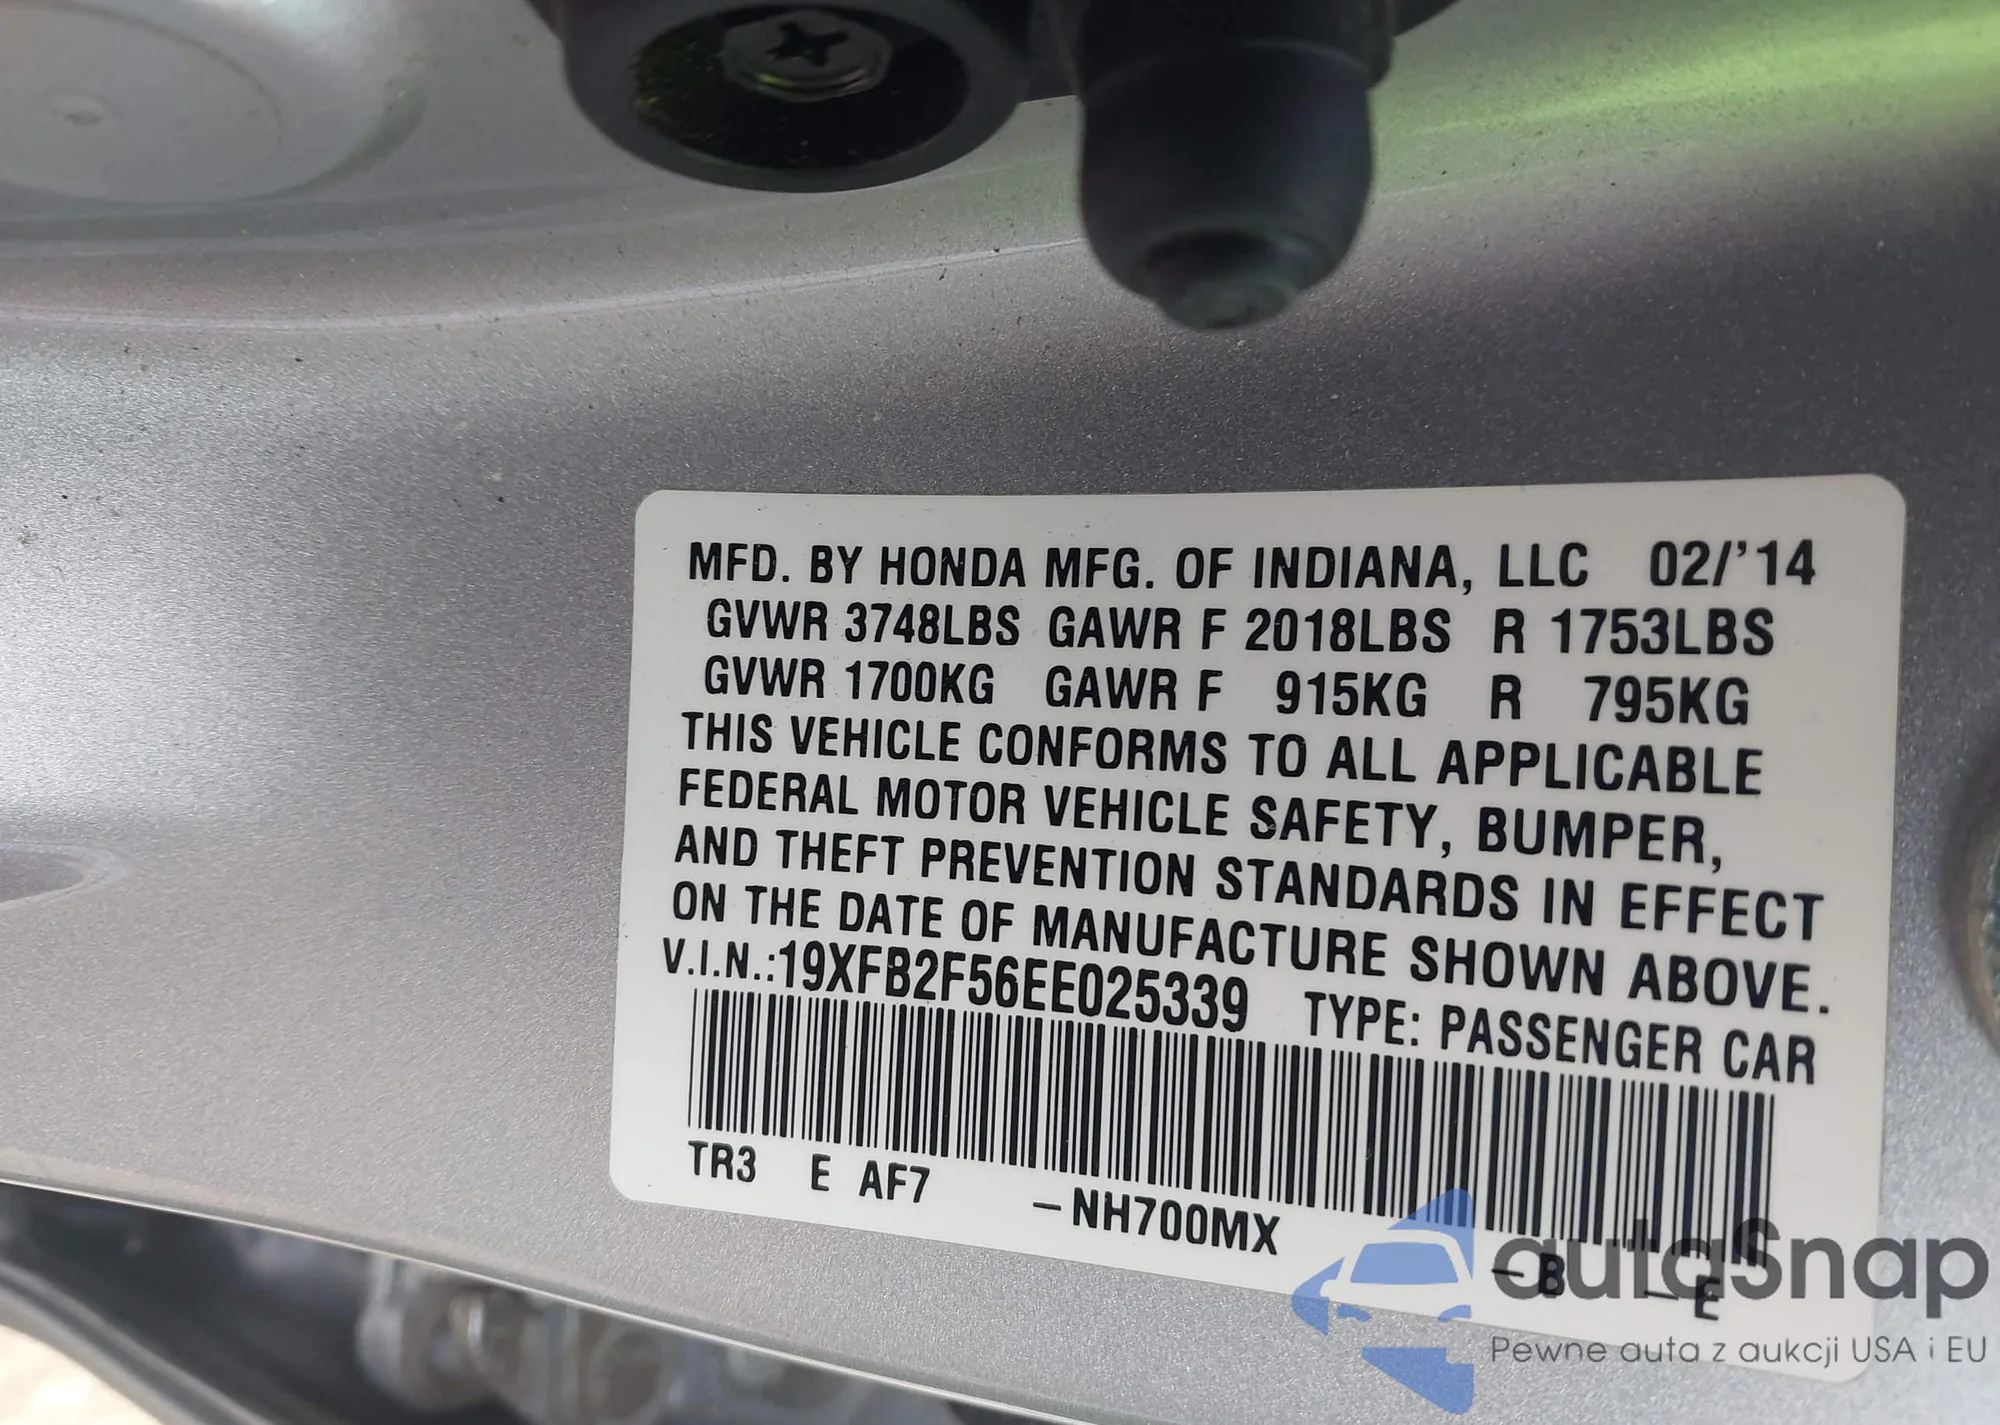 MFD. BY HONDA MFG. OF INDIANA, LLC 02/'14
GVWR 3748LBS GAWR F 2018LBS R 1753LBS
GVWR 1700KG GAWR F 915KG R 795KG
THIS VEHICLE CONFORMS TO ALL APPLICABLE
FEDERAL MOTOR VEHICLE SAFETY, BUMPER,
AND THEFT PREVENTION STANDARDS IN EFFECT
ON THE DATE OF MANUFACTURE SHOWN ABOVE.
V.I.N.:19XFB2F56EE025339 TYPE: PASSENGER CAR
TR3 E AF7 -NH700MX -B -E
autaSnap
Pewne auta z aukcji USA i EU